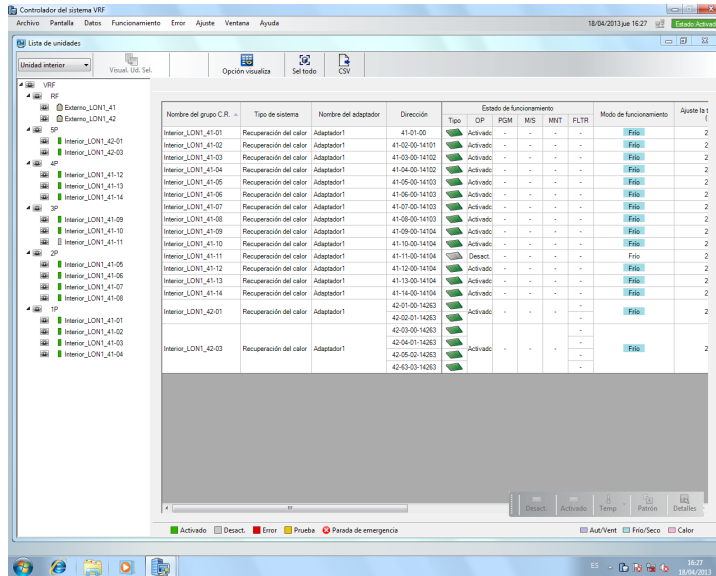 Controlador del sistema VRF
Archivo Pantalla Datos Funcionamiento Error Ajuste Ventana Ayuda 18/04/2013 jue 16:27 Estado Activad
Lista de unidades
Unidad interior Visual. Ud. Sel. Opción visualiza Sel todo CSV
VRF
RF
Externo_LON1_41
Externo_LON1_42
5P
Interior_LON1_42-01
Interior_LON1_42-03
4P
Interior_LON1_41-12
Interior_LON1_41-13
Interior_LON1_41-14
3P
Interior_LON1_41-09
Interior_LON1_41-10
Interior_LON1_41-11
2P
Interior_LON1_41-05
Interior_LON1_41-06
Interior_LON1_41-07
Interior_LON1_41-08
1P
Interior_LON1_41-01
Interior_LON1_41-02
Interior_LON1_41-03
Interior_LON1_41-04
Nombre del grupo C.R. Tipo de sistema Nombre del adaptador Dirección Estado de funcionamiento Modo de funcionamiento Ajuste la t
Tipo OP PGM M/S MNT FLTR (
Interior_LON1_41-01 Recuperación del calor Adaptador1 41-01-00 Activadc - - - - Frío 2
Interior_LON1_41-02 Recuperación del calor Adaptador1 41-02-00-14101 Activadc - - - - Frío 2
Interior_LON1_41-03 Recuperación del calor Adaptador1 41-03-00-14102 Activadc - - - - Frío 2
Interior_LON1_41-04 Recuperación del calor Adaptador1 41-04-00-14102 Activadc - - - - Frío 2
Interior_LON1_41-05 Recuperación del calor Adaptador1 41-05-00-14103 Activadc - - - - Frío 2
Interior_LON1_41-06 Recuperación del calor Adaptador1 41-06-00-14103 Activadc - - - - Frío 2
Interior_LON1_41-07 Recuperación del calor Adaptador1 41-07-00-14103 Activadc - - - - Frío 2
Interior_LON1_41-08 Recuperación del calor Adaptador1 41-08-00-14103 Activadc - - - - Frío 2
Interior_LON1_41-09 Recuperación del calor Adaptador1 41-09-00-14104 Activadc - - - - Frío 2
Interior_LON1_41-10 Recuperación del calor Adaptador1 41-10-00-14104 Activadc - - - - Frío 2
Interior_LON1_41-11 Recuperación del calor Adaptador1 41-11-00-14104 Desact. - - - - Frío 2
Interior_LON1_41-12 Recuperación del calor Adaptador1 41-12-00-14104 Activadc - - - - Frío 2
Interior_LON1_41-13 Recuperación del calor Adaptador1 41-13-00-14104 Activadc - - - - Frío 2
Interior_LON1_41-14 Recuperación del calor Adaptador1 41-14-00-14104 Activadc - - - - Frío 2
Interior_LON1_42-01 Recuperación del calor Adaptador1 42-01-00-14263 Activadc - - - - Frío 2
42-02-01-14263 -
Interior_LON1_42-03 Recuperación del calor Adaptador1 42-03-00-14263 Activadc - - - - Frío 2
42-04-01-14263 -
42-05-02-14263 -
42-63-03-14263 -
Desact. Activado Temp Patrón Detalles
Activado Desact. Error Prueba Parada de emergencia Aut/Vent Frío/Seco Calor
ES 16:27
18/04/2013